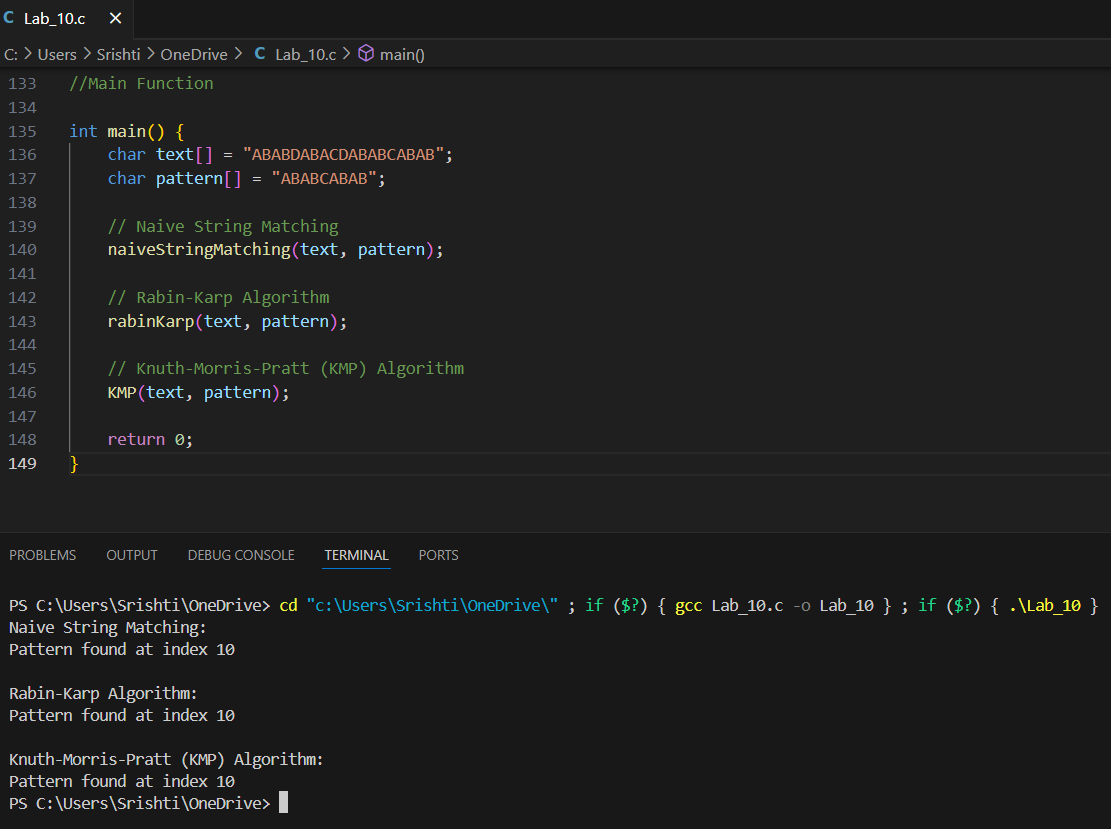 C Lab_10.c ×
C: > Users > Srishti > OneDrive > C Lab_10.c > main()
133 //Main Function
134
135 int main() {
136 char text[] = "ABABDABACDABABCABAB";
137 char pattern[] = "ABABCABAB";
138
139 // Naive String Matching
140 naiveStringMatching(text, pattern);
141
142 // Rabin-Karp Algorithm
143 rabinKarp(text, pattern);
144
145 // Knuth-Morris-Pratt (KMP) Algorithm
146 KMP(text, pattern);
147
148 return 0;
149 }
PROBLEMS OUTPUT DEBUG CONSOLE TERMINAL PORTS
PS C:\Users\Srishti\OneDrive> cd "c:\Users\Srishti\OneDrive\" ; if ($?) { gcc Lab_10.c -o Lab_10 } ; if ($?) { .\Lab_10 }
Naive String Matching:
Pattern found at index 10
Rabin-Karp Algorithm:
Pattern found at index 10
Knuth-Morris-Pratt (KMP) Algorithm:
Pattern found at index 10
PS C:\Users\Srishti\OneDrive>